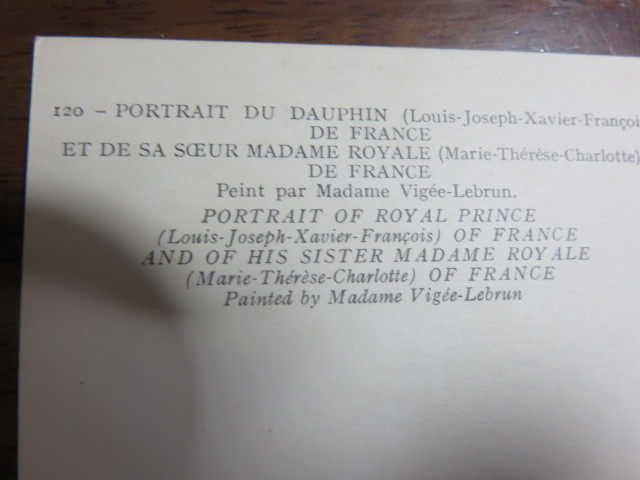 120 – PORTRAIT DU DAUPHIN (Louis-Joseph-Xavier-Françoi
DE FRANCE
ET DE SA SŒUR MADAME ROYALE (Marie-Thérèse-Charlotte)
DE FRANCE
Peint par Madame Vigée-Lebrun.
PORTRAIT OF ROYAL PRINCE
(Louis-Joseph-Xavier-François) OF FRANCE
AND OF HIS SISTER MADAME ROYALE
(Marie-Thérèse-Charlotte) OF FRANCE
Painted by Madame Vigée-Lebrun